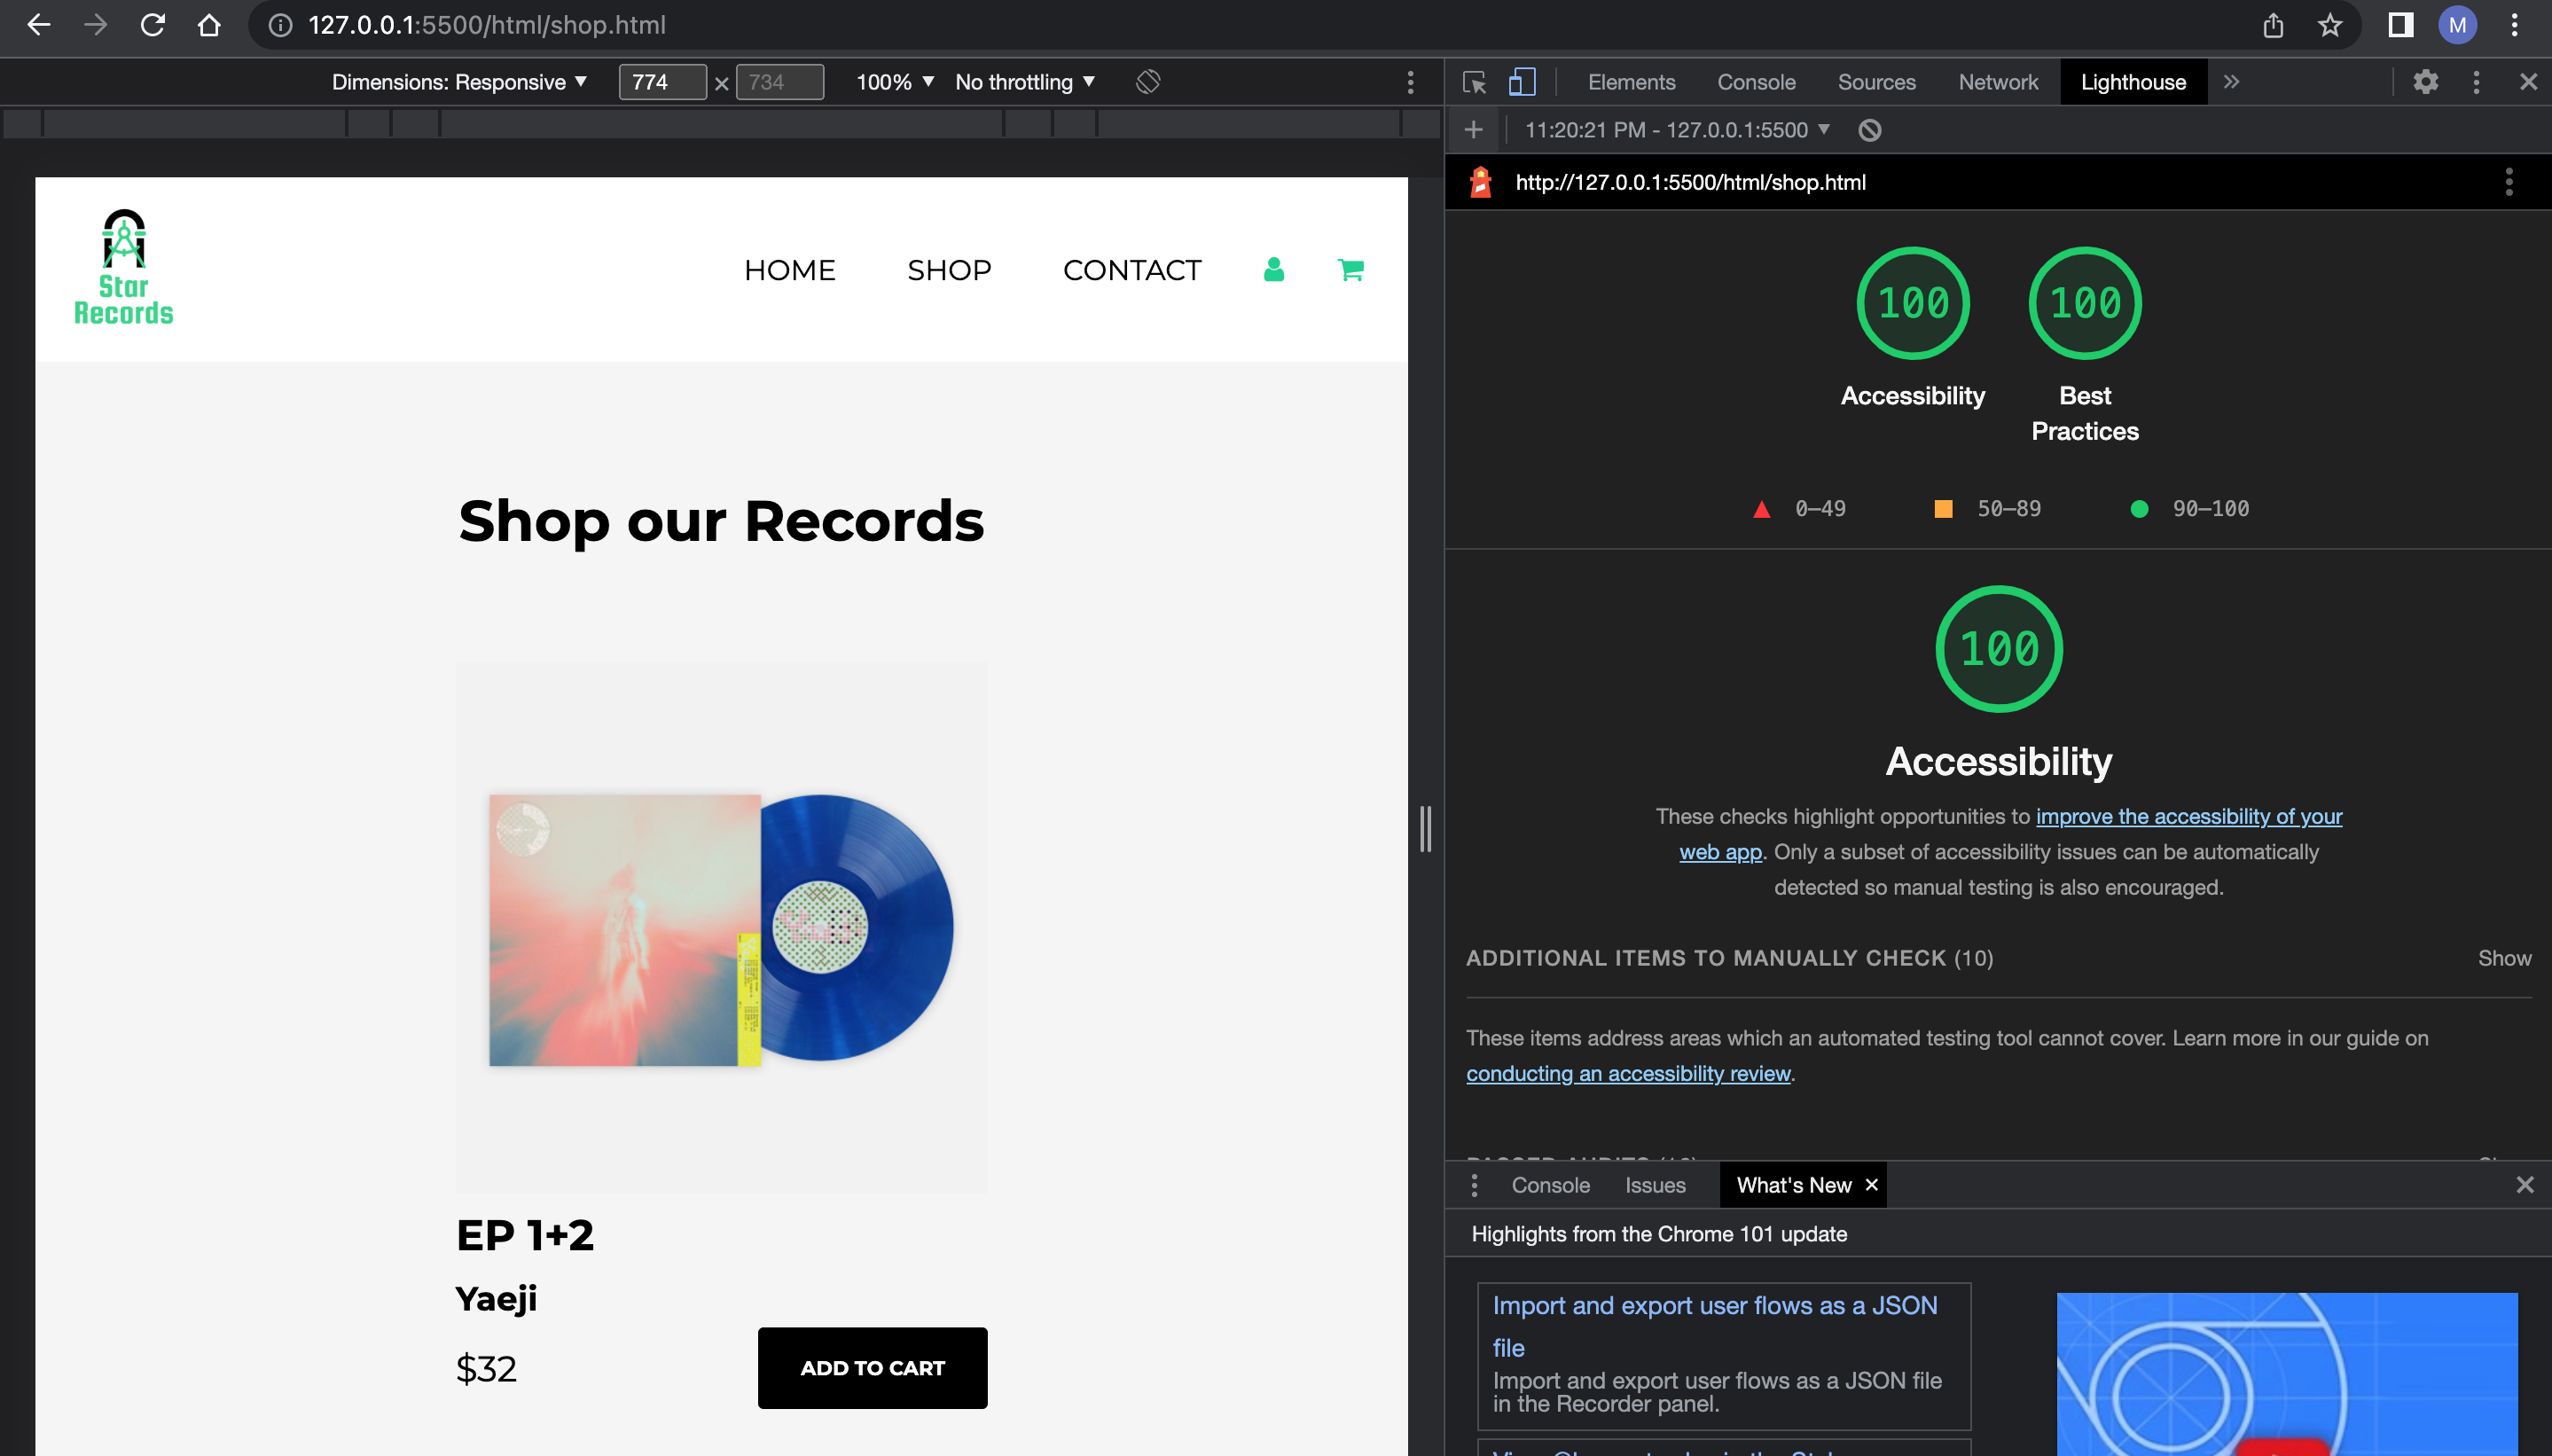 127.0.0.1:5500/html/shop.html
M
Dimensions: Responsive 774 × 734 100% No throttling
Elements Console Sources Network Lighthouse
11:20:21 PM - 127.0.0.1:5500
http://127.0.0.1:5500/html/shop.html
Star
Records
HOME SHOP CONTACT
Shop our Records
EP 1+2
Yaeji
$32
ADD TO CART
100 100
Accessibility Best
Practices
0–49 50–89 90–100
100
Accessibility
These checks highlight opportunities to improve the accessibility of your
web app. Only a subset of accessibility issues can be automatically
detected so manual testing is also encouraged.
ADDITIONAL ITEMS TO MANUALLY CHECK (10) Show
These items address areas which an automated testing tool cannot cover. Learn more in our guide on
conducting an accessibility review.
Console Issues What's New
Highlights from the Chrome 101 update
Import and export user flows as a JSON
file
Import and export user flows as a JSON file
in the Recorder panel.